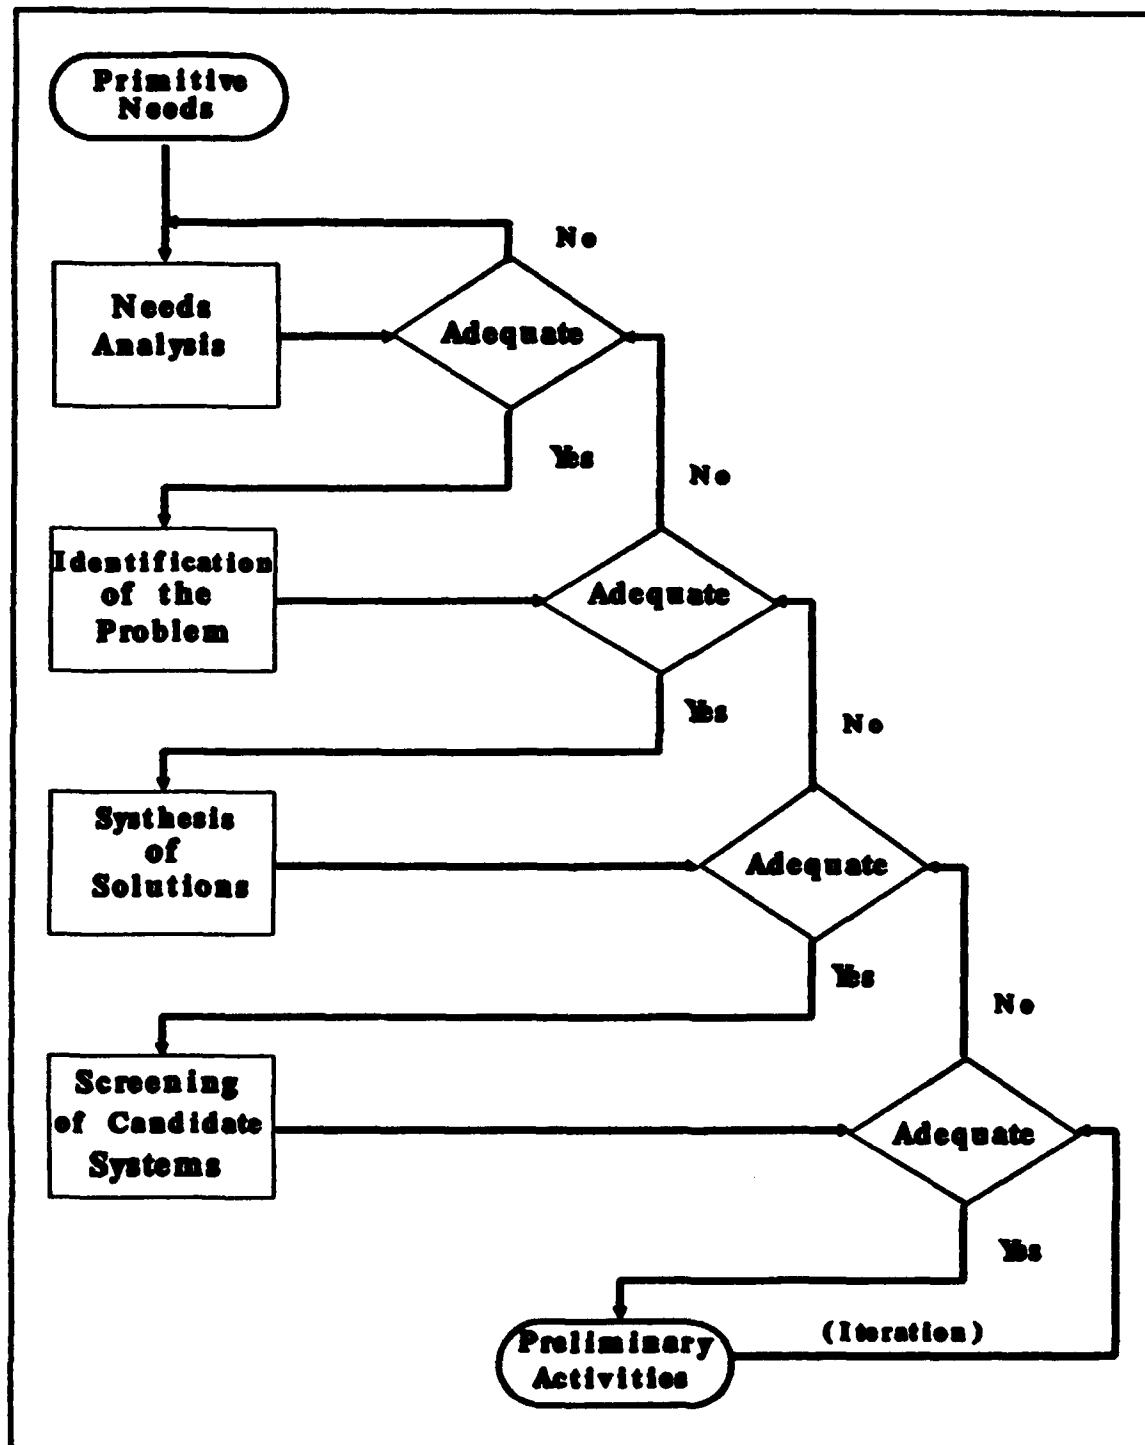 Primitive
Needs
No
Needs
Analysis
Adequate
Yes
No
Identification
of the
Problem
Adequate
Yes
No
Synthesis
of
Solutions
Adequate
Yes
No
Screening
of Candidate
Systems
Adequate
Yes
(Iteration)
Preliminary
Activities